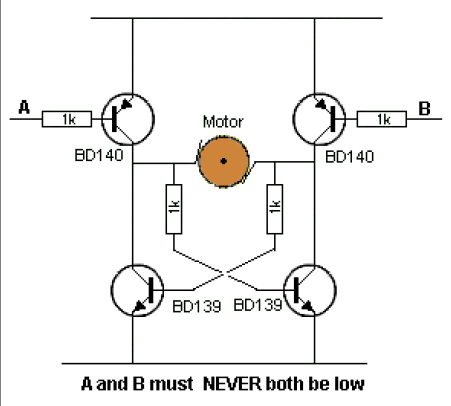 A
1k
Motor
1k
B
BD140
BD140
1k
1k
BD139
BD139
A and B must NEVER both be low